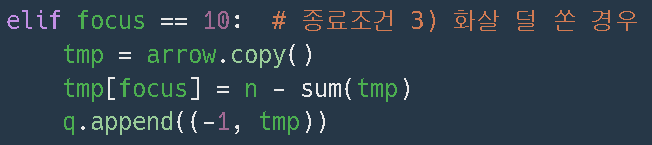 elif focus == 10:  # 종료조건 3) 화살 덜 쏜 경우
    tmp = arrow.copy()
    tmp[focus] = n - sum(tmp)
    q.append((-1, tmp))